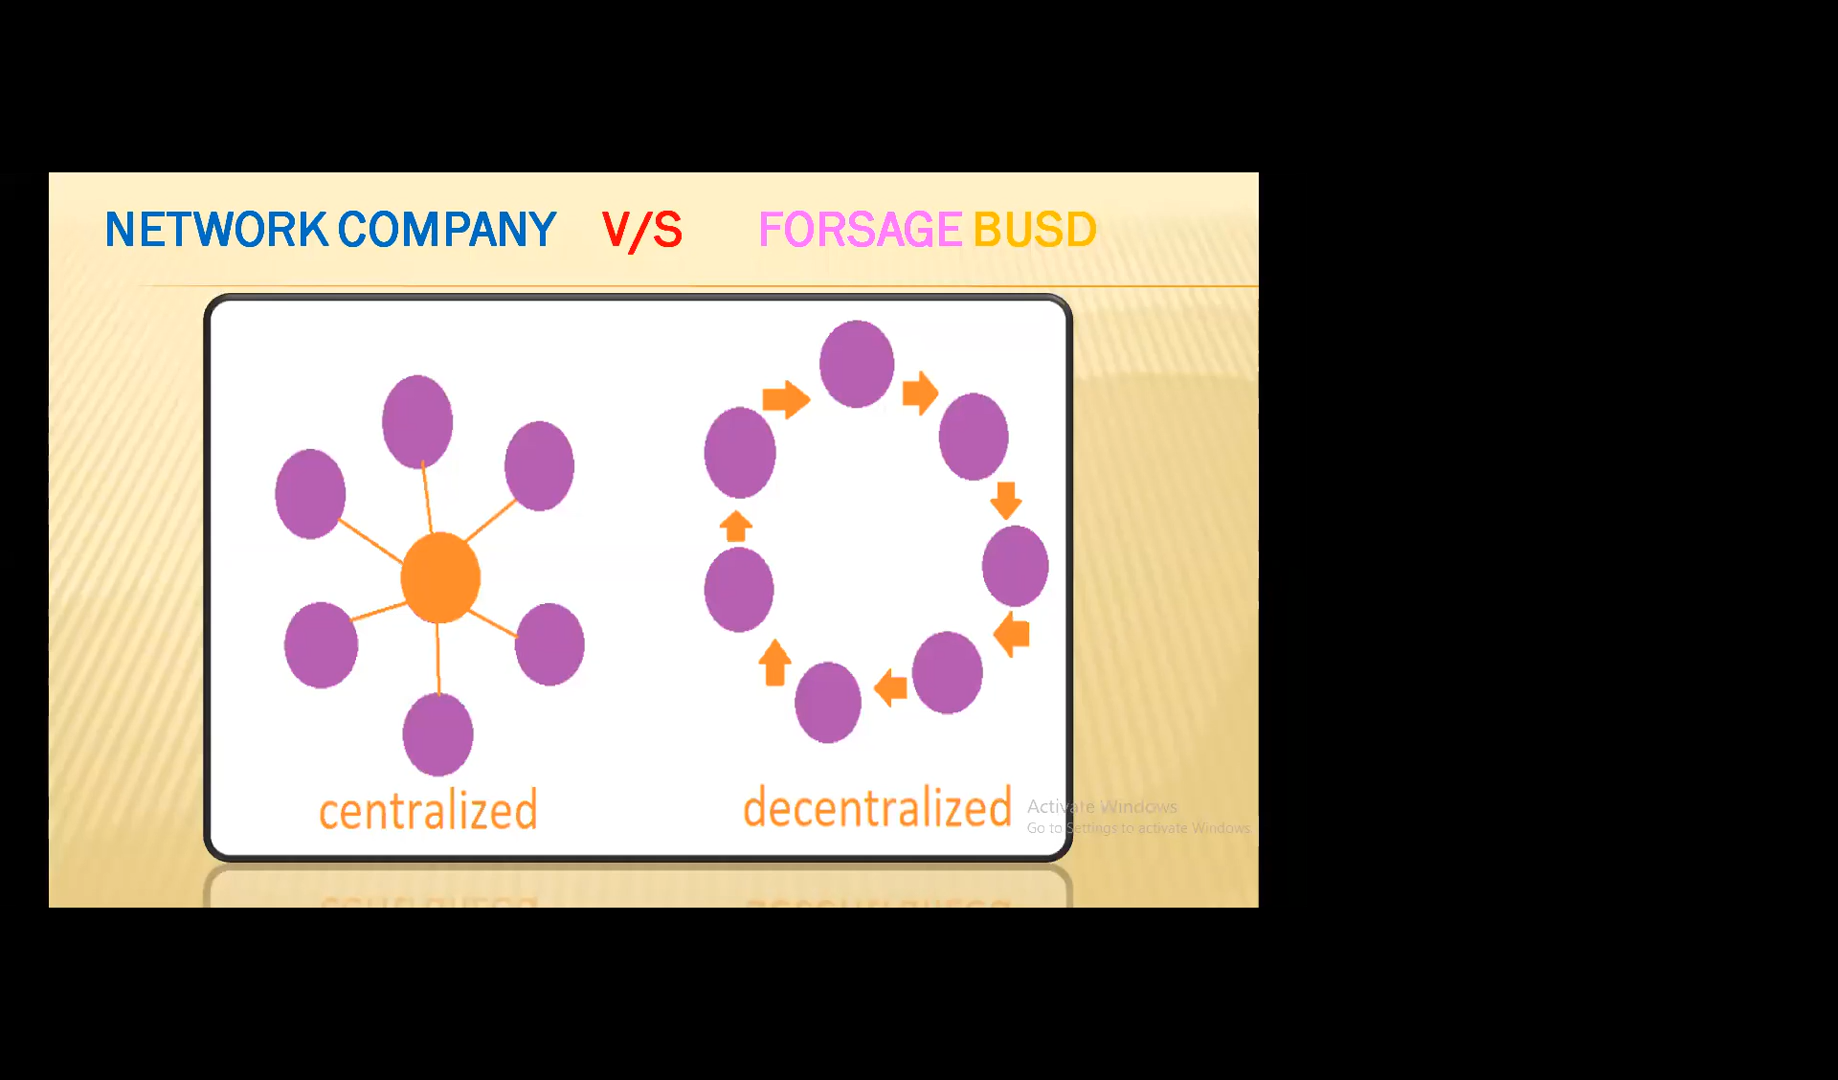 NETWORK COMPANY V/S FORSAGE BUSD
centralized
decentralized
Activate Windows
Go to Settings to activate Windows